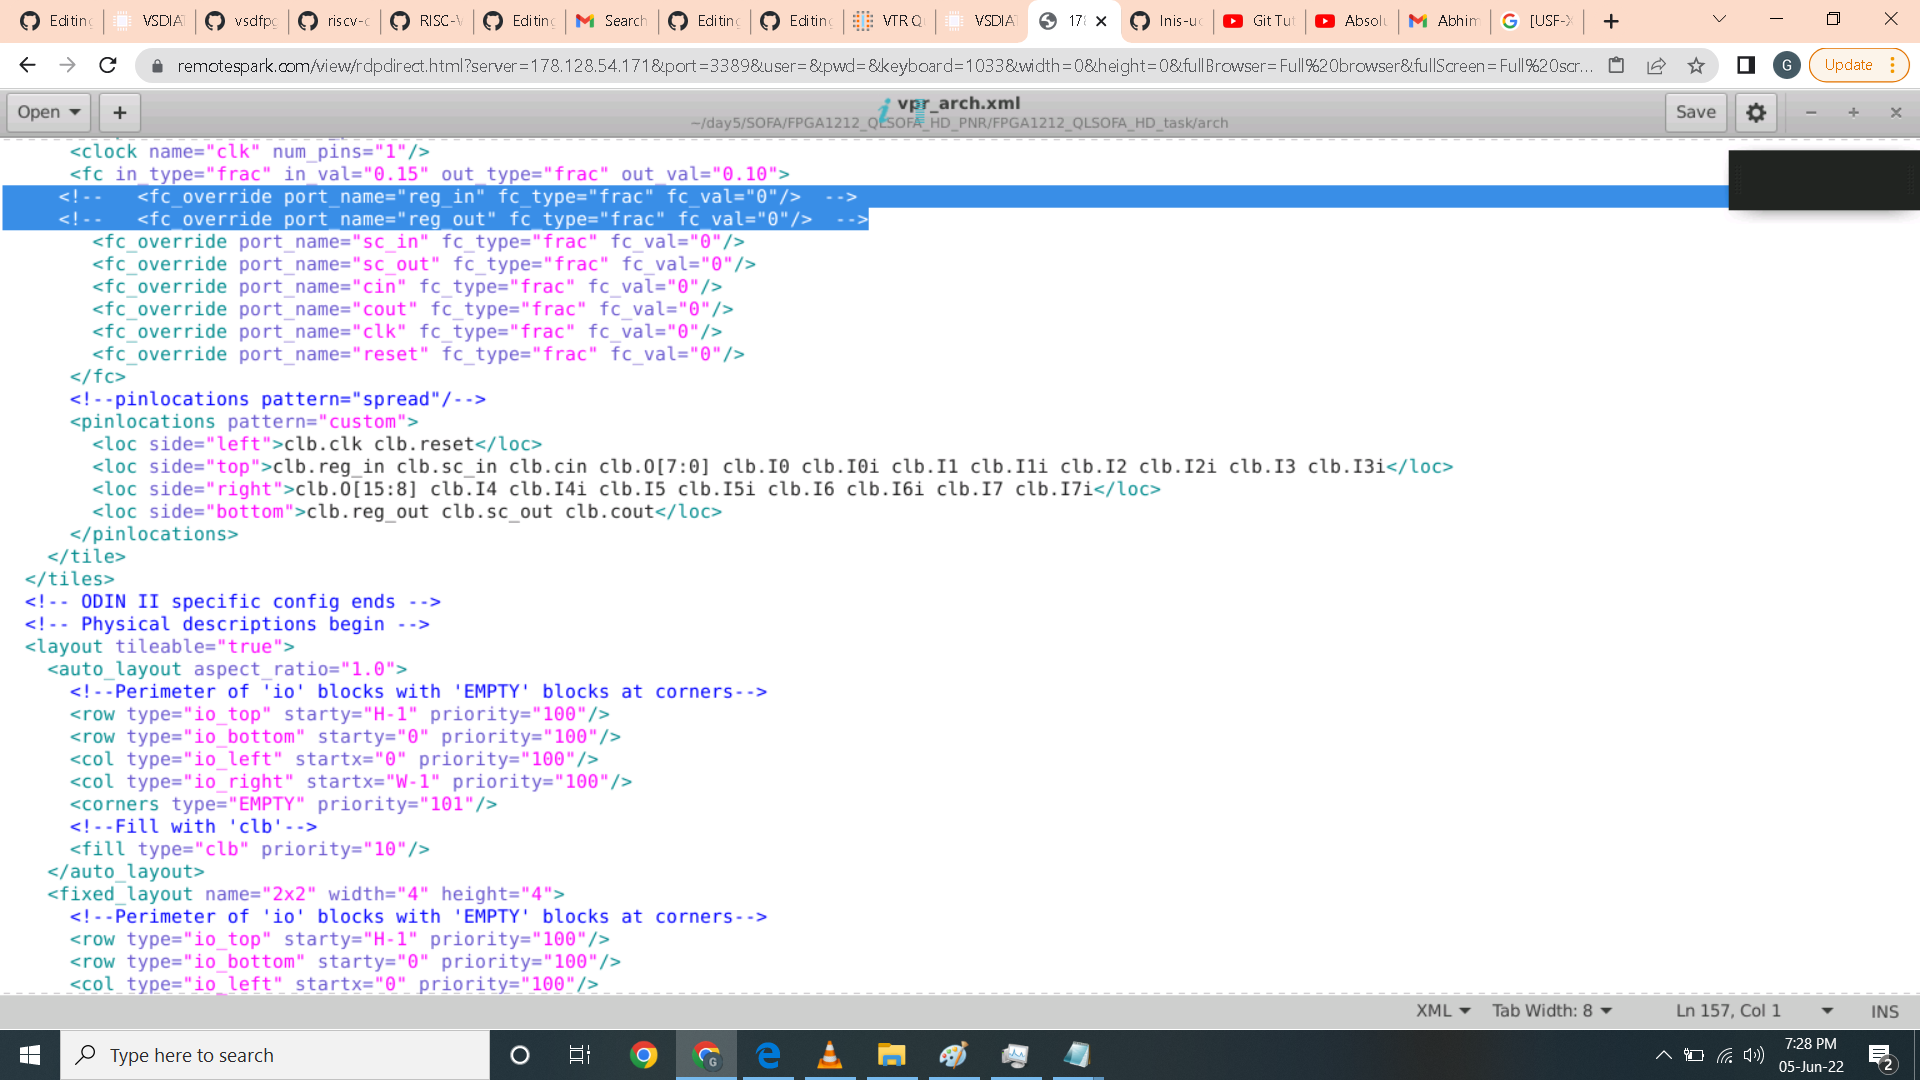 Editing VSDIA vsdfpg riscv-c RISC-V Editing Search Editing Editing VTR Q VSDIA 178 Inis-u Git Tut Absolu Abhim [USF-X
remotespark.com/view/rdpdirect.html?server=178.128.54.171&port=3389&user=&pwd=&keyboard=1033&width=0&height=0&fullBrowser=Full%20browser&fullScreen=Full%20scr... G Update
Open + vpr_arch.xml Save
~/day5/SOFA/FPGA1212_QLSOFA_HD_PNR/FPGA1212_QLSOFA_HD_task/arch
<clock name="clk" num_pins="1"/>
<fc in_type="frac" in_val="0.15" out_type="frac" out_val="0.10">
<!-- <fc_override port_name="reg_in" fc_type="frac" fc_val="0"/> -->
<!-- <fc_override port_name="reg_out" fc_type="frac" fc_val="0"/> -->
<fc_override port_name="sc_in" fc_type="frac" fc_val="0"/>
<fc_override port_name="sc_out" fc_type="frac" fc_val="0"/>
<fc_override port_name="cin" fc_type="frac" fc_val="0"/>
<fc_override port_name="cout" fc_type="frac" fc_val="0"/>
<fc_override port_name="clk" fc_type="frac" fc_val="0"/>
<fc_override port_name="reset" fc_type="frac" fc_val="0"/>
</fc>
<!--pinlocations pattern="spread"/-->
<pinlocations pattern="custom">
<loc side="left">clb.clk clb.reset</loc>
<loc side="top">clb.reg_in clb.sc_in clb.cin clb.O[7:0] clb.I0 clb.I0i clb.I1 clb.I1i clb.I2 clb.I2i clb.I3 clb.I3i</loc>
<loc side="right">clb.O[15:8] clb.I4 clb.I4i clb.I5 clb.I5i clb.I6 clb.I6i clb.I7 clb.I7i</loc>
<loc side="bottom">clb.reg_out clb.sc_out clb.cout</loc>
</pinlocations>
</tile>
</tiles>
<!-- ODIN II specific config ends -->
<!-- Physical descriptions begin -->
<layout tileable="true">
<auto_layout aspect_ratio="1.0">
<!--Perimeter of 'io' blocks with 'EMPTY' blocks at corners-->
<row type="io_top" starty="H-1" priority="100"/>
<row type="io_bottom" starty="0" priority="100"/>
<col type="io_left" startx="0" priority="100"/>
<col type="io_right" startx="W-1" priority="100"/>
<corners type="EMPTY" priority="101"/>
<!--Fill with 'clb'-->
<fill type="clb" priority="10"/>
</auto_layout>
<fixed_layout name="2x2" width="4" height="4">
<!--Perimeter of 'io' blocks with 'EMPTY' blocks at corners-->
<row type="io_top" starty="H-1" priority="100"/>
<row type="io_bottom" starty="0" priority="100"/>
<col type="io_left" startx="0" priority="100"/>
XML Tab Width: 8 Ln 157, Col 1 INS
Type here to search 7:28 PM
05-Jun-22 2